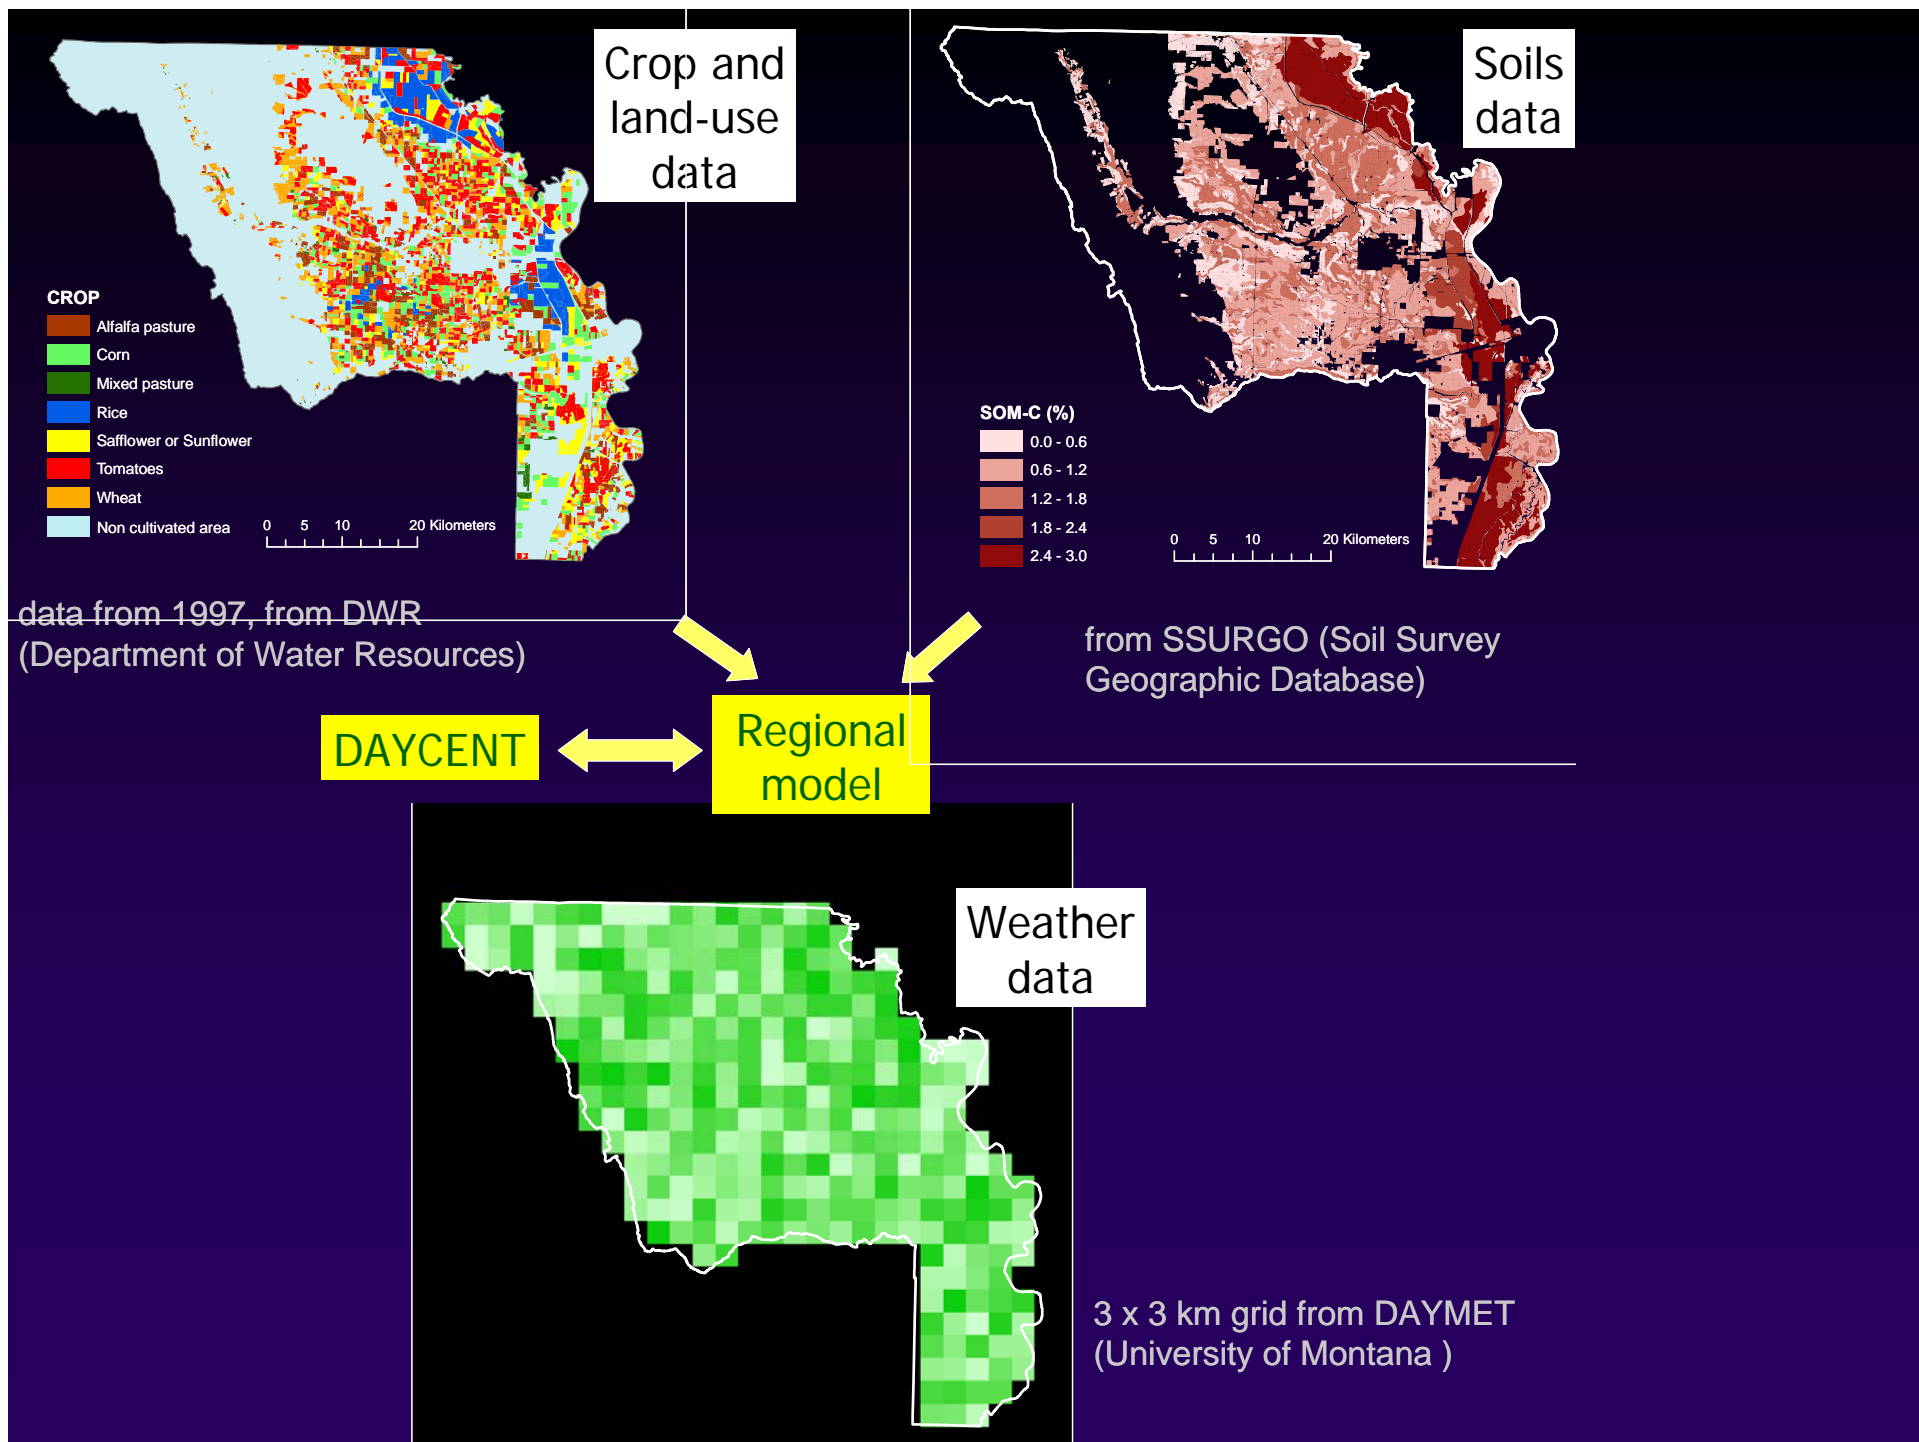 Crop and
land-use
data
CROP
Alfalfa pasture
Corn
Mixed pasture
Rice
Safflower or Sunflower
Tomatoes
Wheat
Non cultivated area
0 5 10 20 Kilometers
data from 1997, from DWR
(Department of Water Resources)
Soils
data
SOM-C (%)
0.0 - 0.6
0.6 - 1.2
1.2 - 1.8
1.8 - 2.4
2.4 - 3.0
0 5 10 20 Kilometers
from SSURGO (Soil Survey
Geographic Database)
DAYCENT
Regional
model
Weather
data
3 x 3 km grid from DAYMET
(University of Montana )